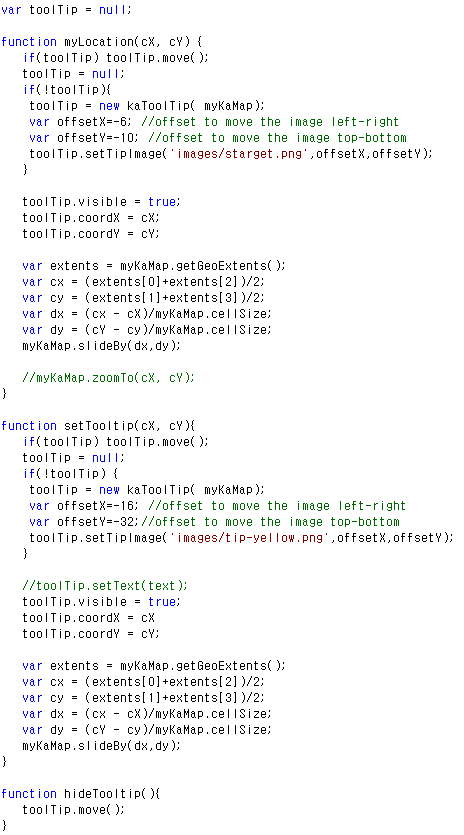 var toolTip = null;

function myLocation(cX, cY) {
   if(toolTip) toolTip.move();
   toolTip = null;
   if(!toolTip){
    toolTip = new kaToolTip( myKaMap);
    var offsetX=-6; //offset to move the image left-right
    var offsetY=-10; //offset to move the image top-bottom
    toolTip.setTipImage('images/starget.png',offsetX,offsetY);
   }

   toolTip.visible = true;
   toolTip.coordX = cX;
   toolTip.coordY = cY;

   var extents = myKaMap.getGeoExtents();
   var cx = (extents[0]+extents[2])/2;
   var cy = (extents[1]+extents[3])/2;
   var dx = (cx - cX)/myKaMap.cellSize;
   var dy = (cY - cy)/myKaMap.cellSize;
   myKaMap.slideBy(dx,dy);

   //myKaMap.zoomTo(cX, cY);
}

function setTooltip(cX, cY){
   if(toolTip) toolTip.move();
   toolTip = null;
   if(!toolTip) {
    toolTip = new kaToolTip( myKaMap);
    var offsetX=-16; //offset to move the image left-right
    var offsetY=-32;//offset to move the image top-bottom
    toolTip.setTipImage('images/tip-yellow.png',offsetX,offsetY);
   }

   //toolTip.setText(text);
   toolTip.visible = true;
   toolTip.coordX = cX
   toolTip.coordY = cY;

   var extents = myKaMap.getGeoExtents();
   var cx = (extents[0]+extents[2])/2;
   var cy = (extents[1]+extents[3])/2;
   var dx = (cx - cX)/myKaMap.cellSize;
   var dy = (cY - cy)/myKaMap.cellSize;
   myKaMap.slideBy(dx,dy);
}

function hideTooltip(){
   toolTip.move();
}